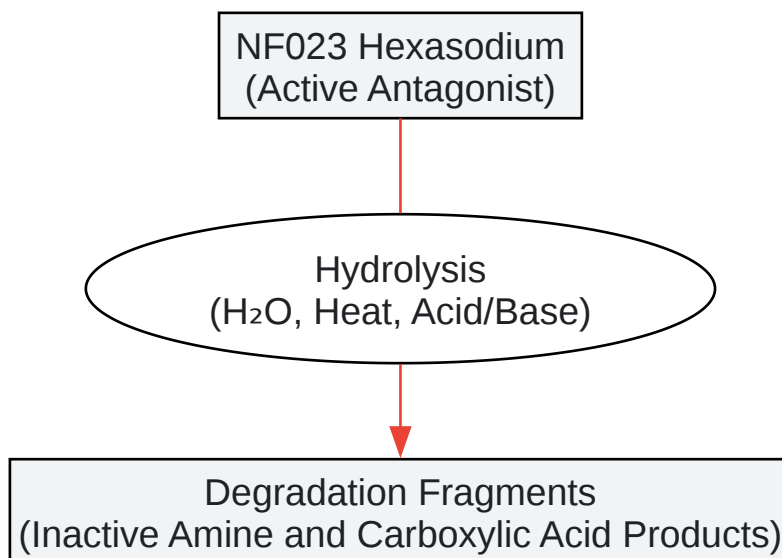 NF023 Hexasodium
(Active Antagonist)
Hydrolysis
(H₂O, Heat, Acid/Base)
Degradation Fragments
(Inactive Amine and Carboxylic Acid Products)